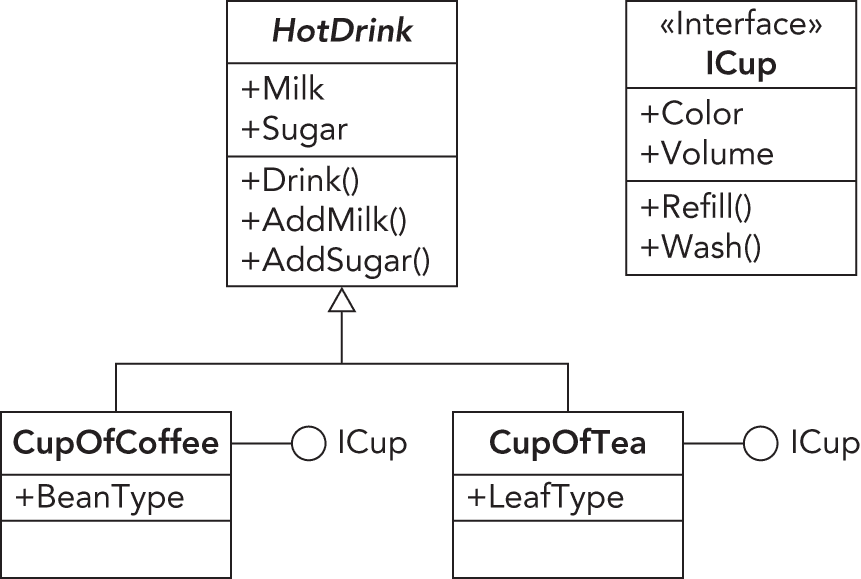 HotDrink
+Milk
+Sugar
+Drink()
+AddMilk()
+AddSugar()
«Interface»
ICup
+Color
+Volume
+Refill()
+Wash()
CupOfCoffee
+BeanType
ICup
CupOfTea
+LeafType
ICup